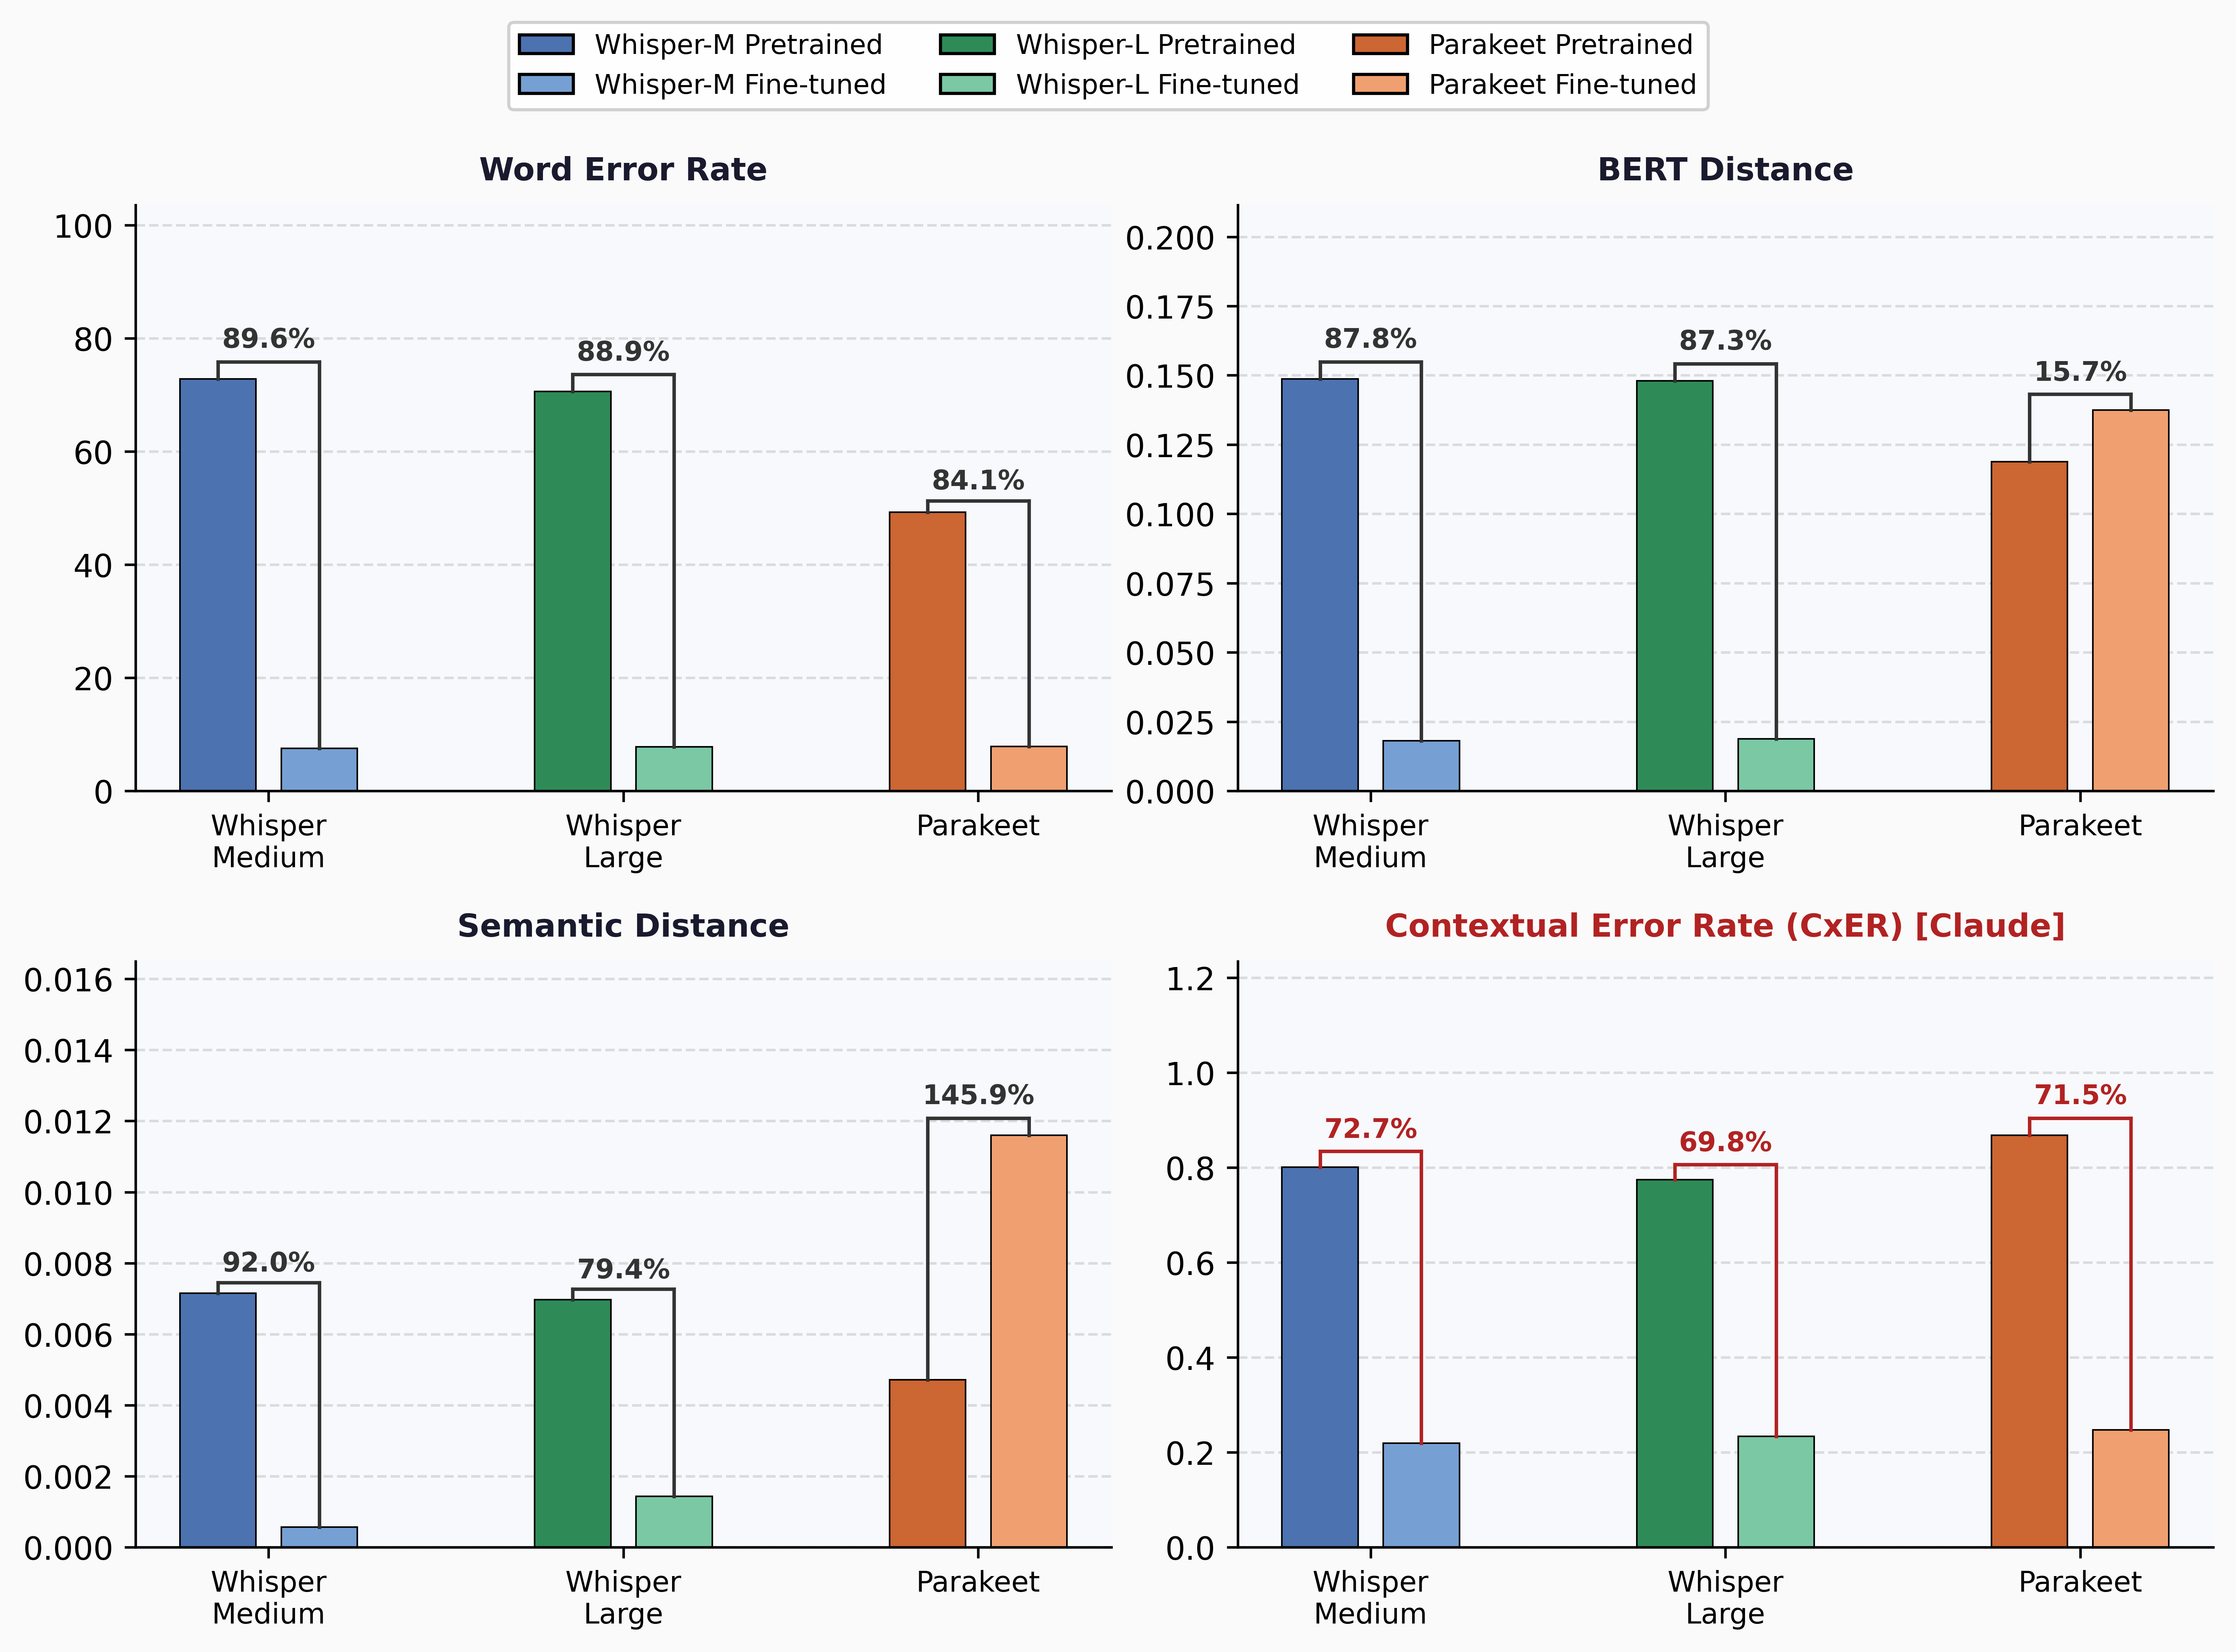 Whisper-M Pretrained
Whisper-M Fine-tuned
Whisper-L Pretrained
Whisper-L Fine-tuned
Parakeet Pretrained
Parakeet Fine-tuned
Word Error Rate
100
80
60
40
20
0
89.6%
88.9%
84.1%
Whisper
Medium
Whisper
Large
Parakeet
BERT Distance
0.200
0.175
0.150
0.125
0.100
0.075
0.050
0.025
0.000
87.8%
87.3%
15.7%
Whisper
Medium
Whisper
Large
Parakeet
Semantic Distance
0.016
0.014
0.012
0.010
0.008
0.006
0.004
0.002
0.000
92.0%
79.4%
145.9%
Whisper
Medium
Whisper
Large
Parakeet
Contextual Error Rate (CxER) [Claude]
1.2
1.0
0.8
0.6
0.4
0.2
0.0
72.7%
69.8%
71.5%
Whisper
Medium
Whisper
Large
Parakeet